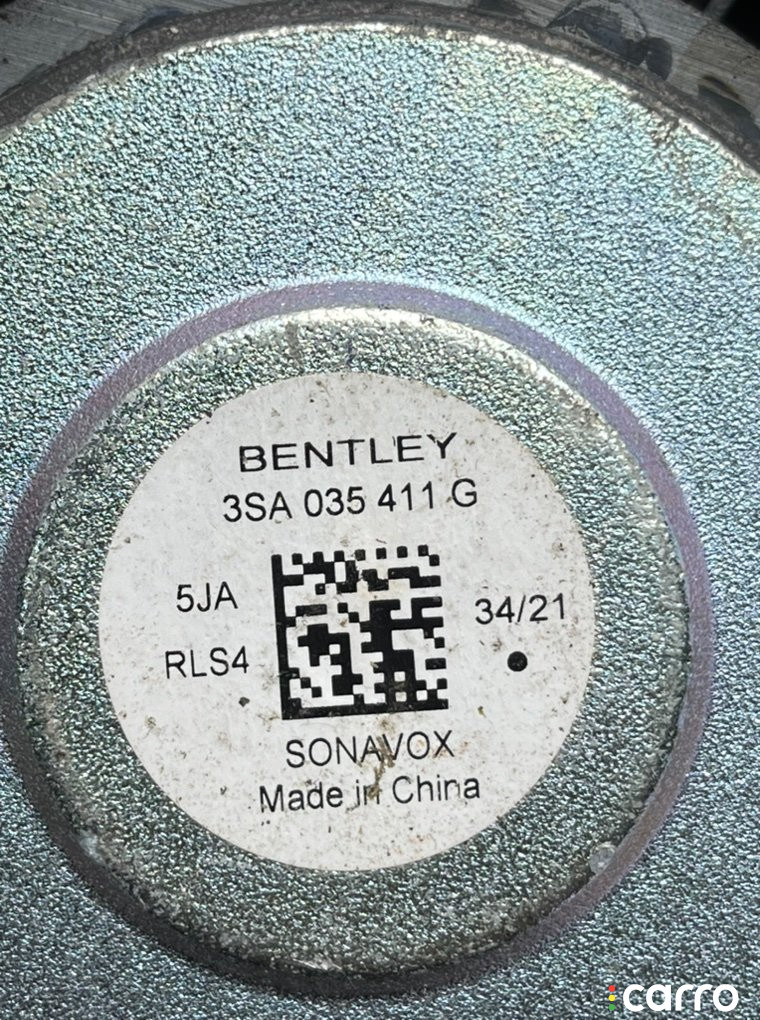 BENTLEY
3SA 035 411 G
5JA
34/21
RLS4
SONAVOX
Made in China
carro